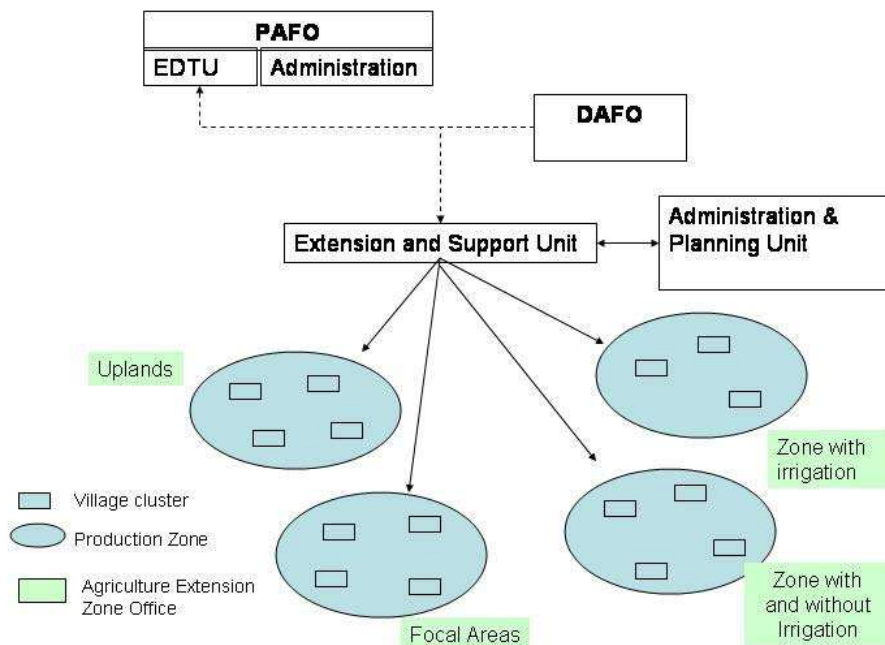 PAFO
EDTU
Administration
DAFO
Extension and Support Unit
Administration &
Planning Unit
Uplands
Zone with
irrigation
Village cluster
Production Zone
Agriculture Extension
Zone Office
Focal Areas
Zone with
and without
Irrigation